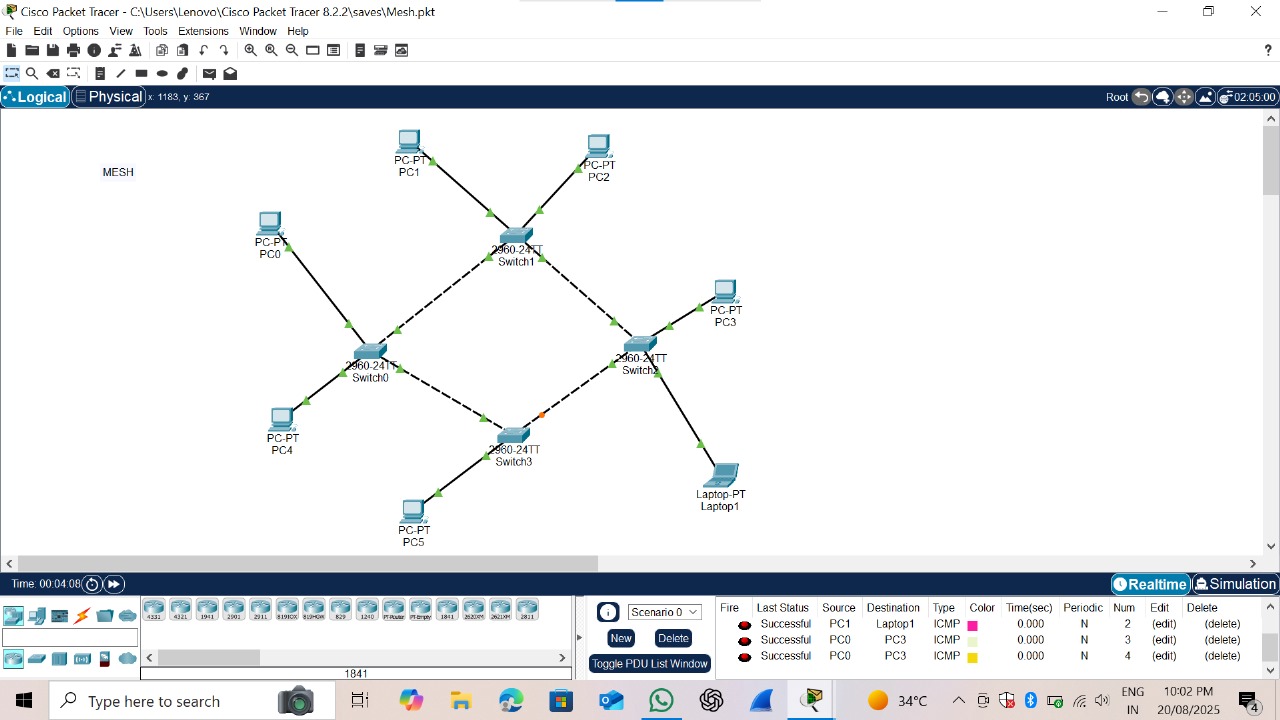 Cisco Packet Tracer - C:\Users\Lenovo\Cisco Packet Tracer 8.2.2\saves\Mesh.pkt
File Edit Options View Tools Extensions Window Help
?
Logical Physical x: 1183, y: 367 Root 02:05:00
MESH
PC-PT
PC1
PC-PT
PC2
PC-PT
PC0
2960-24TT
Switch1
PC-PT
PC3
2960-24TT
Switch0
2960-24TT
Switch2
PC-PT
PC4
2960-24TT
Switch3
Laptop-PT
Laptop1
PC-PT
PC5
Time: 00:04:08 Realtime Simulation
4331 4321 1941 2901 2911 819IOX 819HGW 829 1240 PT-Router PT-Empty 1841 2620XM 2621XM 2811
1841
Scenario 0
New Delete
Toggle PDU List Window
Fire Last Status Source Destination Type Color Time(sec) Periodic Num Edit Delete
Successful PC1 Laptop1 ICMP 0.000 N 2 (edit) (delete)
Successful PC0 PC3 ICMP 0.000 N 3 (edit) (delete)
Successful PC0 PC3 ICMP 0.000 N 4 (edit) (delete)
Type here to search
34°C
ENG
IN
10:02 PM
20/08/2025
4